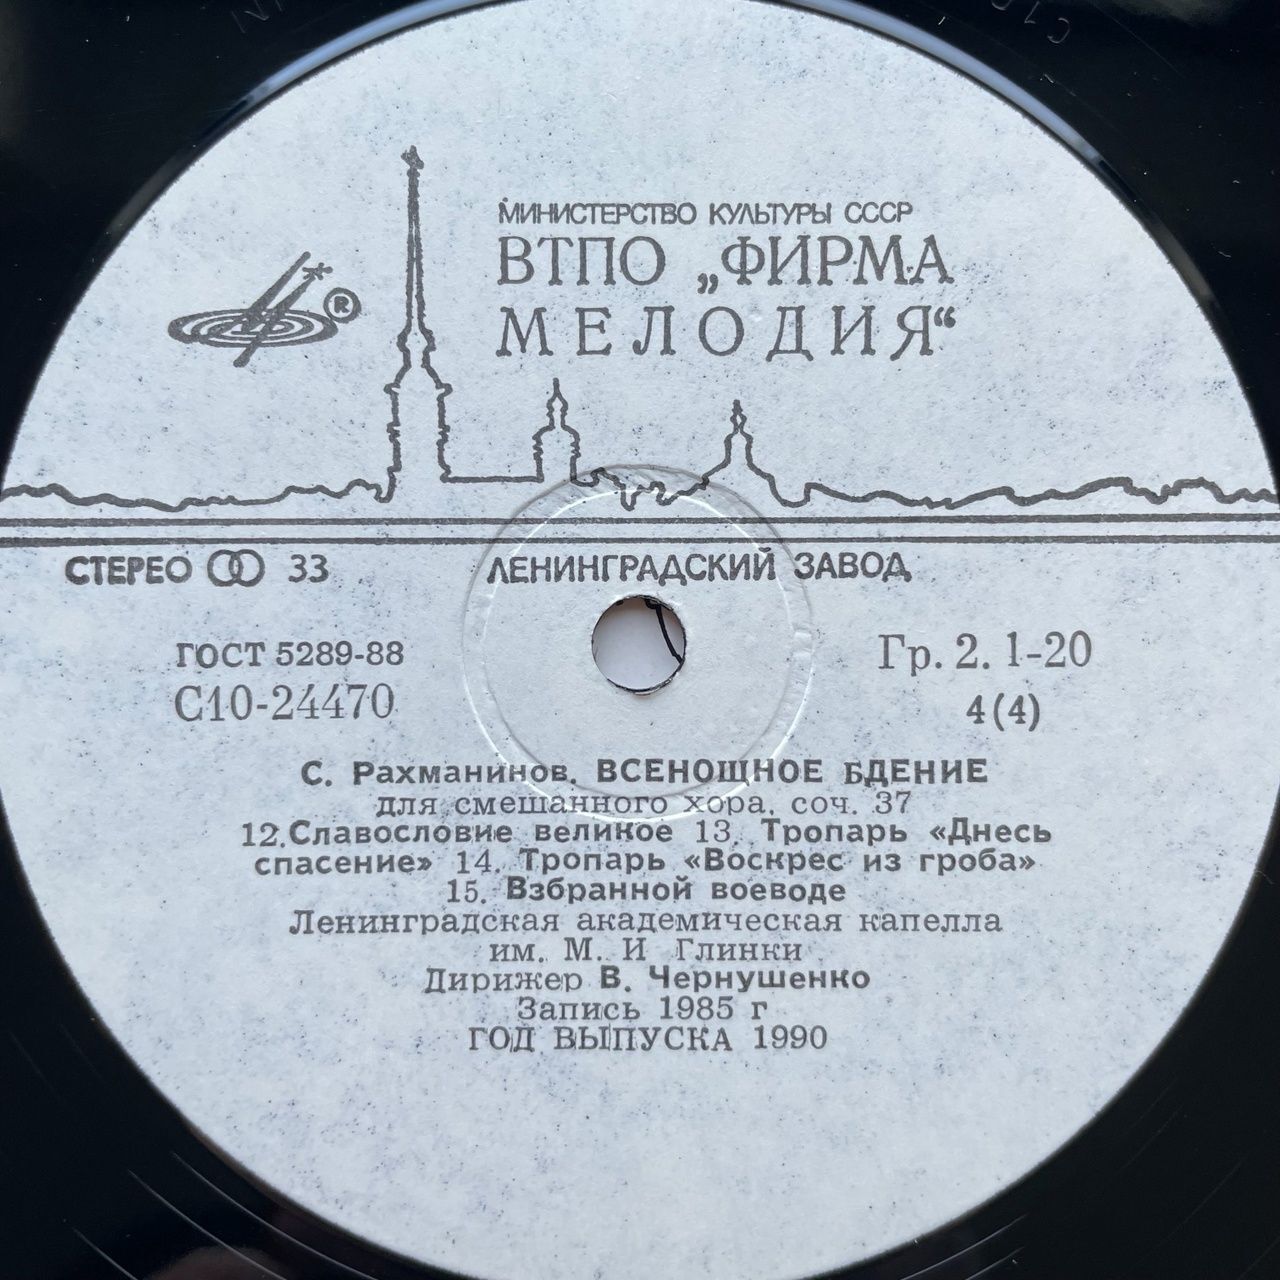 МИНИСТЕРСТВО КУЛЬТУРЫ СССР
ВТПО „ФИРМА
МЕЛОДИЯ“
®
СТЕРЕО 33
ЛЕНИНГРАДСКИЙ ЗАВОД
ГОСТ 5289-88
С10-24470
Гр. 2. 1-20
4(4)
С. Рахманинов. ВСЕНОЩНОЕ БДЕНИЕ
для смешанного хора, соч. 37
12.Славословие великое 13. Тропарь «Днесь
спасение» 14. Тропарь «Воскрес из гроба»
15. Взбранной воеводе
Ленинградская академическая капелла
им. М. И Глинки
Дирижер В. Чернушенко
Запись 1985 г
ГОД ВЫПУСКА 1990